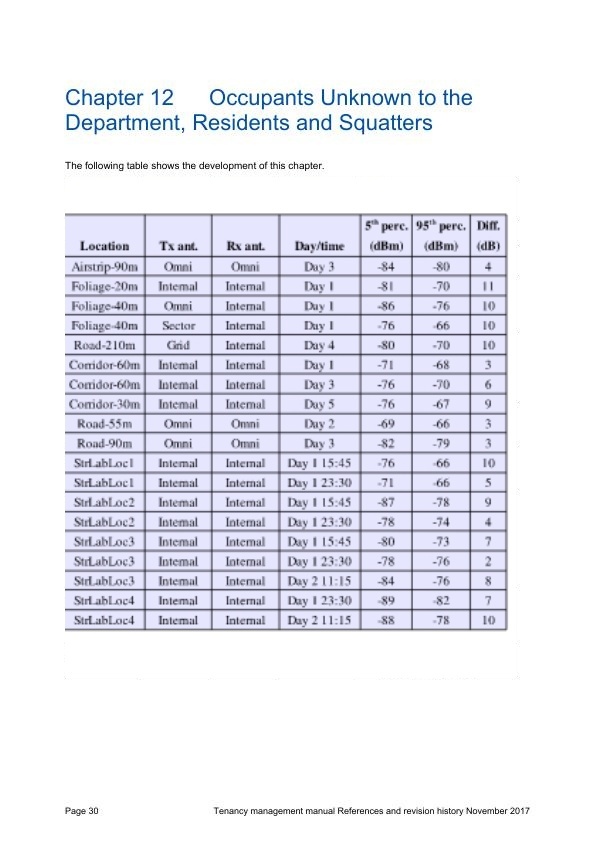 Chapter 12 Occupants Unknown to the
Department, Residents and Squatters
The following table shows the development of this chapter.
Location Tx ant. Rx ant. Day/time 5th perc. (dBm) 95th perc. (dBm) Diff. (dB)
Airstrip-90m Omni Omni Day 3 -84 -80 4
Foliage-20m Internal Internal Day 1 -81 -70 11
Foliage-40m Omni Internal Day 1 -86 -76 10
Foliage-40m Sector Internal Day 1 -76 -66 10
Road-210m Grid Internal Day 4 -80 -70 10
Corridor-60m Internal Internal Day 1 -71 -68 3
Corridor-60m Internal Internal Day 3 -76 -70 6
Corridor-30m Internal Internal Day 5 -76 -67 9
Road-55m Omni Omni Day 2 -69 -66 3
Road-90m Omni Omni Day 3 -82 -79 3
StrLabLoc1 Internal Internal Day 1 15:45 -76 -66 10
StrLabLoc1 Internal Internal Day 1 23:30 -71 -66 5
StrLabLoc2 Internal Internal Day 1 15:45 -87 -78 9
StrLabLoc2 Internal Internal Day 1 23:30 -78 -74 4
StrLabLoc3 Internal Internal Day 1 15:45 -80 -73 7
StrLabLoc3 Internal Internal Day 1 23:30 -78 -76 2
StrLabLoc3 Internal Internal Day 2 11:15 -84 -76 8
StrLabLoc4 Internal Internal Day 1 23:30 -89 -82 7
StrLabLoc4 Internal Internal Day 2 11:15 -88 -78 10
Page 30 Tenancy management manual References and revision history November 2017